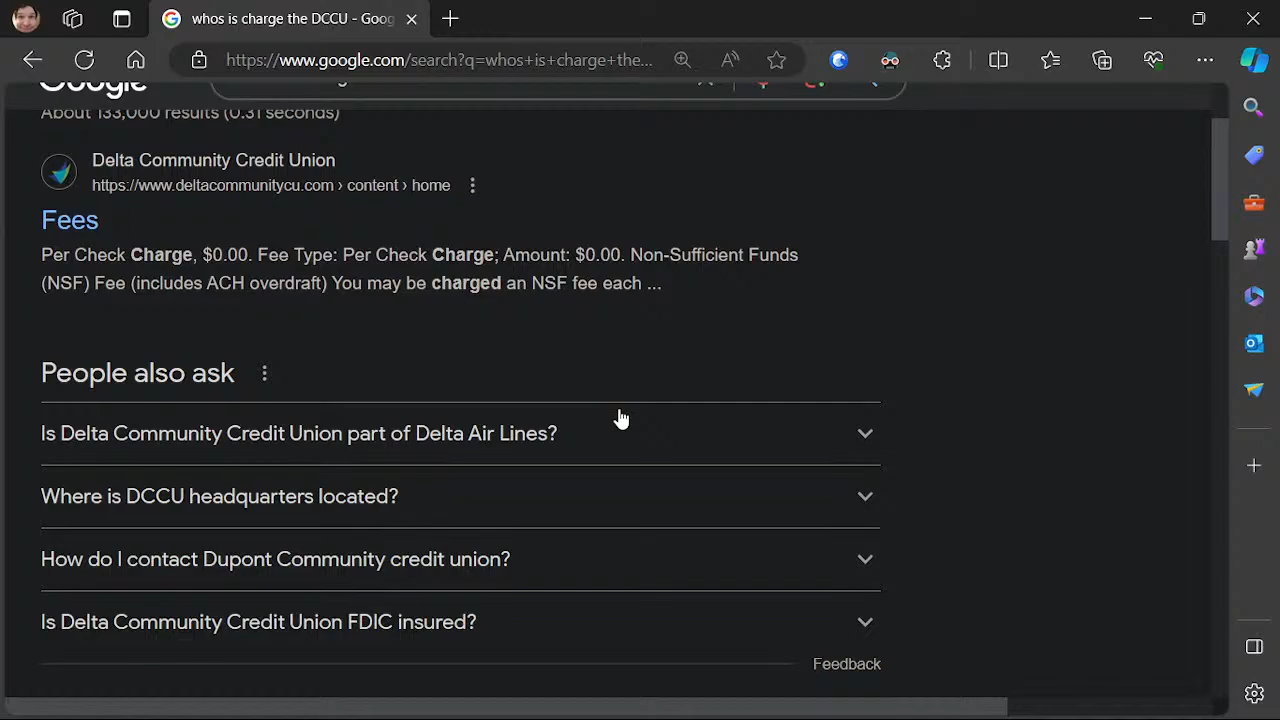 whos is charge the DCCU - Goog
https://www.google.com/search?q=whos+is+charge+the...
Google
About 133,000 results (0.31 seconds)
Delta Community Credit Union
https://www.deltacommunitycu.com › content › home
Fees
Per Check Charge, $0.00. Fee Type: Per Check Charge; Amount: $0.00. Non-Sufficient Funds
(NSF) Fee (includes ACH overdraft) You may be charged an NSF fee each ...
People also ask
Is Delta Community Credit Union part of Delta Air Lines?
Where is DCCU headquarters located?
How do I contact Dupont Community credit union?
Is Delta Community Credit Union FDIC insured?
Feedback